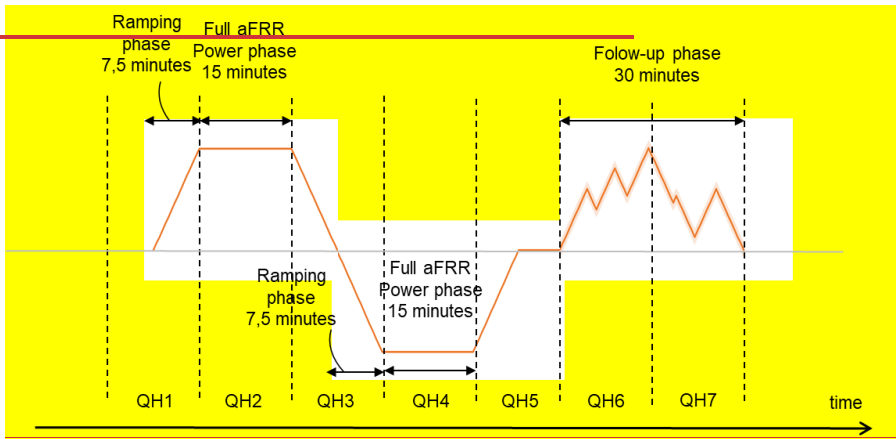 Ramping
phase
7,5 minutes
Full aFRR
Power phase
15 minutes
Folow-up phase
30 minutes
Ramping
phase
7,5 minutes
Full aFRR
Power phase
15 minutes
QH1
QH2
QH3
QH4
QH5
QH6
QH7
time